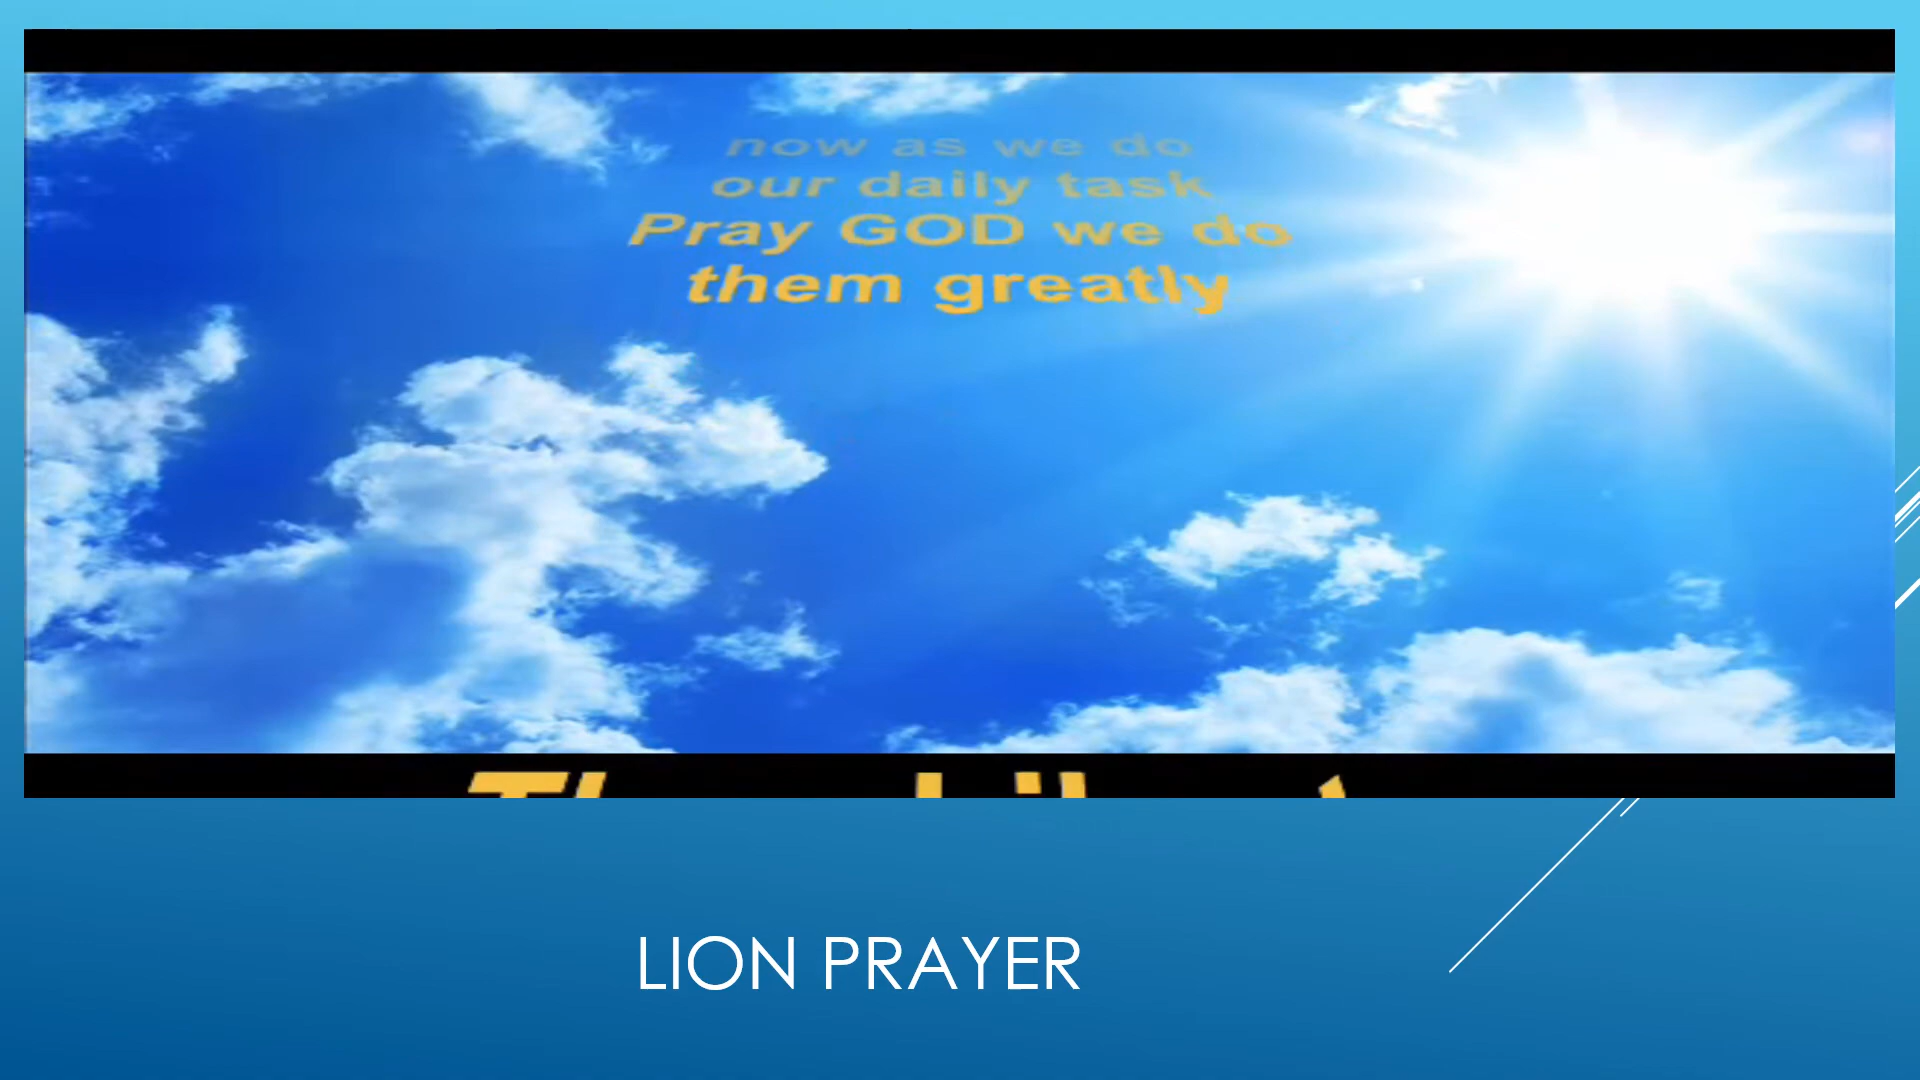 now as we do
our daily task
Pray GOD we do
them greatly
LION PRAYER